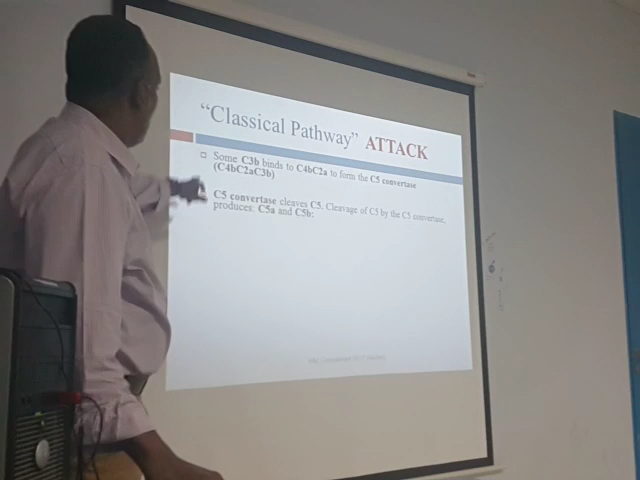 “Classical Pathway” ATTACK
Some C3b binds to C4bC2a to form the C5 convertase
(C4bC2aC3b)
C5 convertase cleaves C5. Cleavage of C5 by the C5 convertase,
produces: C5a and C5b: